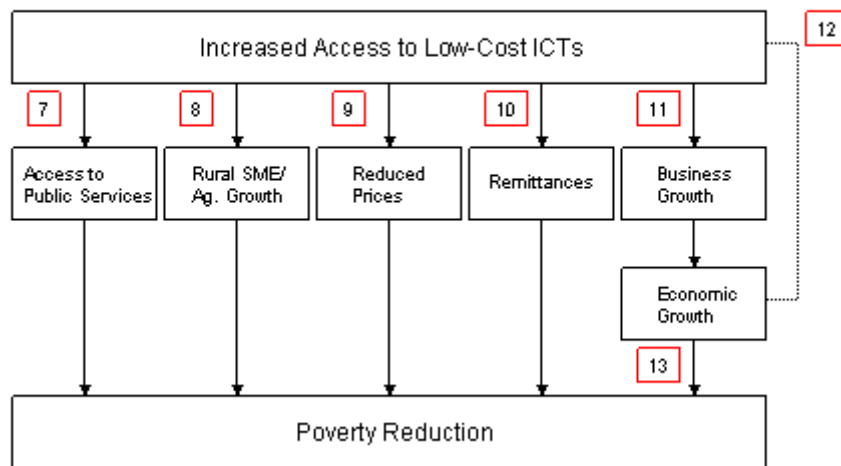 12
Increased Access to Low-Cost ICTs
7
8
9
10
11
Access to
Public Services
Rural SME/
Ag. Growth
Reduced
Prices
Remittances
Business
Growth
Economic
Growth
13
Poverty Reduction